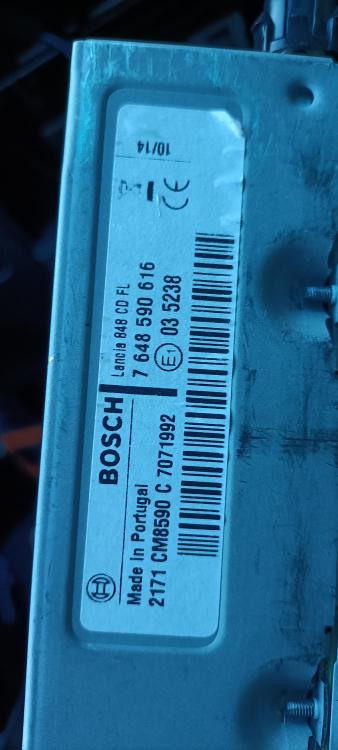 10/14
CE
Lancia 848 CD FL
BOSCH
7 648 590 616
E1 03 5238
Made in Portugal
2171 CM8590 C 7071992